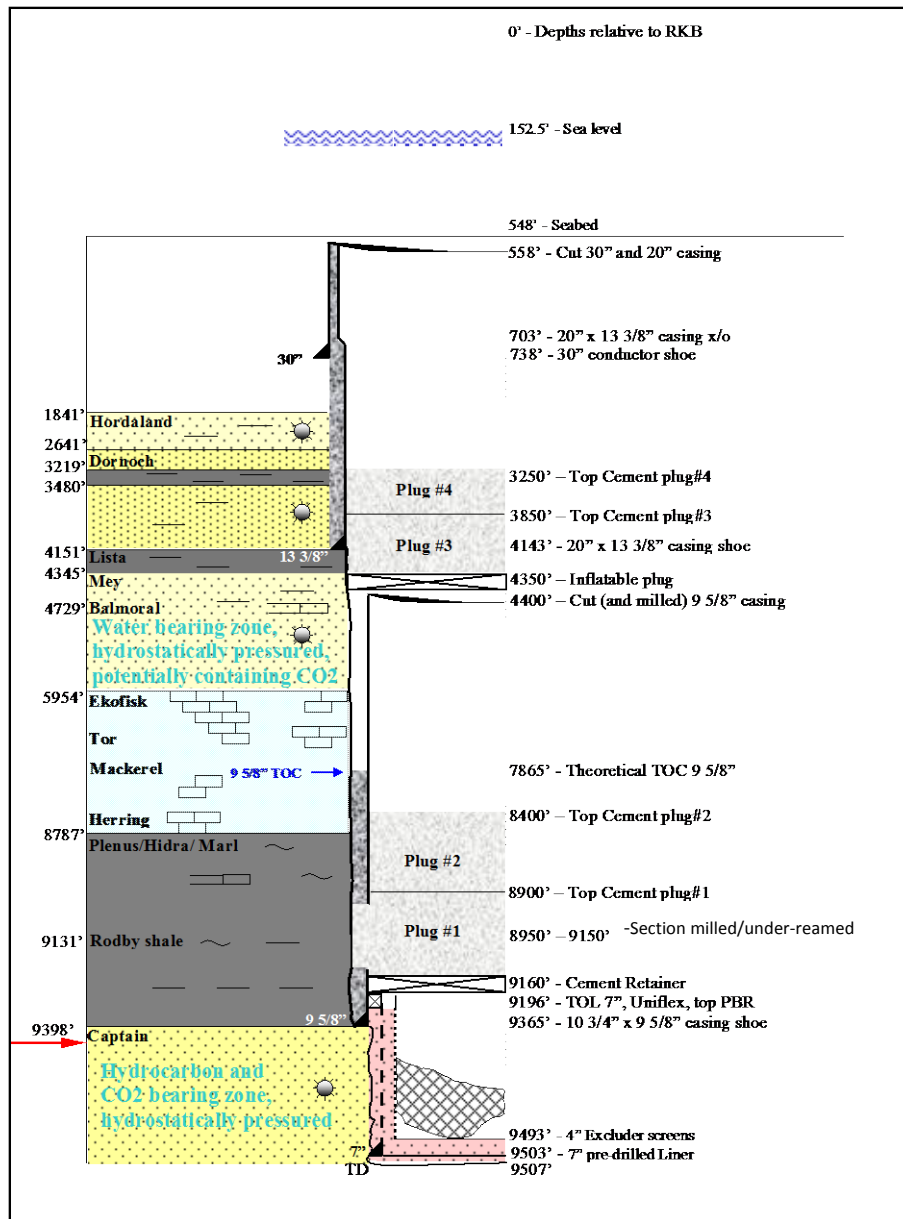 0' - Depths relative to RKB
152.5' - Sea level
548' - Seabed
558' - Cut 30” and 20” casing
703' - 20” x 13 3/8” casing x/o
30”
738' - 30” conductor shoe
1841'
Hordaland
2641'
Dornoch
3219'
3250' – Top Cement plug#4
3480'
Plug #4
3850' – Top Cement plug#3
Plug #3
4143' - 20” x 13 3/8” casing shoe
4151'
Lista
13 3/8”
4345'
4350' – Inflatable plug
Mey
4400' – Cut (and milled) 9 5/8” casing
4729'
Balmoral
Water bearing zone,
hydrostatically pressured,
potentially containing CO2
5954'
Ekofisk
Tor
Mackerel
9 5/8” TOC
7865' - Theoretical TOC 9 5/8”
8400' – Top Cement plug#2
Herring
8787'
Plenus/Hidra/ Marl
Plug #2
8900' – Top Cement plug#1
Plug #1
8950' – 9150' -Section milled/under-reamed
9131'
Rodby shale
9160' - Cement Retainer
9196' - TOL 7”, Uniflex, top PBR
9 5/8”
9365' - 10 3/4” x 9 5/8” casing shoe
9398'
Captain
Hydrocarbon and
CO2 bearing zone,
hydrostatically pressured
9493' - 4” Excluder screens
7”
9503' - 7” pre-drilled Liner
TD
9507'